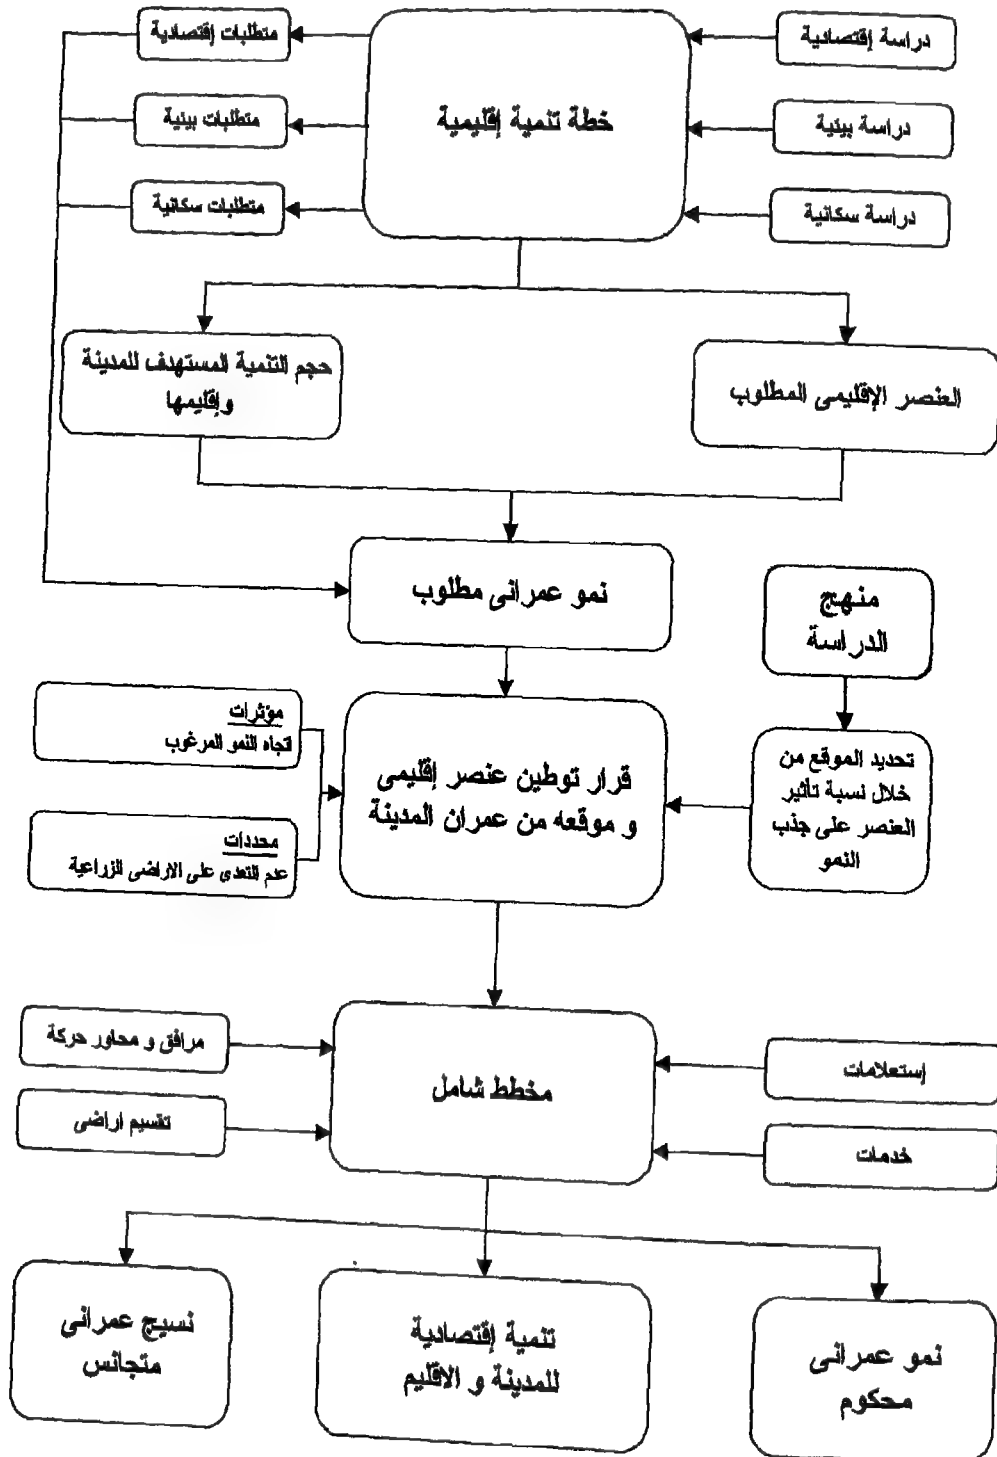 دراسة إقتصادية
خطة تنمية إقليمية
متطلبات إقتصادية
دراسة بيئية
متطلبات بيئية
دراسة سكانية
متطلبات سكانية
العنصر الإقليمى المطلوب
حجم التنمية المستهدف للمدينة
وإقليمها
نمو عمرانى مطلوب
منهج
الدراسة
تحديد الموقع من
خلال نسبة تأثير
العنصر على جذب
النمو
قرار توطين عنصر إقليمى
و موقعه من عمران المدينة
مؤثرات
اتجاه النمو المرغوب
محددات
عدم التعدى على الاراضى الزراعية
مخطط شامل
إستعلامات
خدمات
مرافق و محاور حركة
تقسيم اراضى
نمو عمرانى
محكوم
تنمية إقتصادية
للمدينة و الاقليم
نسيج عمرانى
متجانس